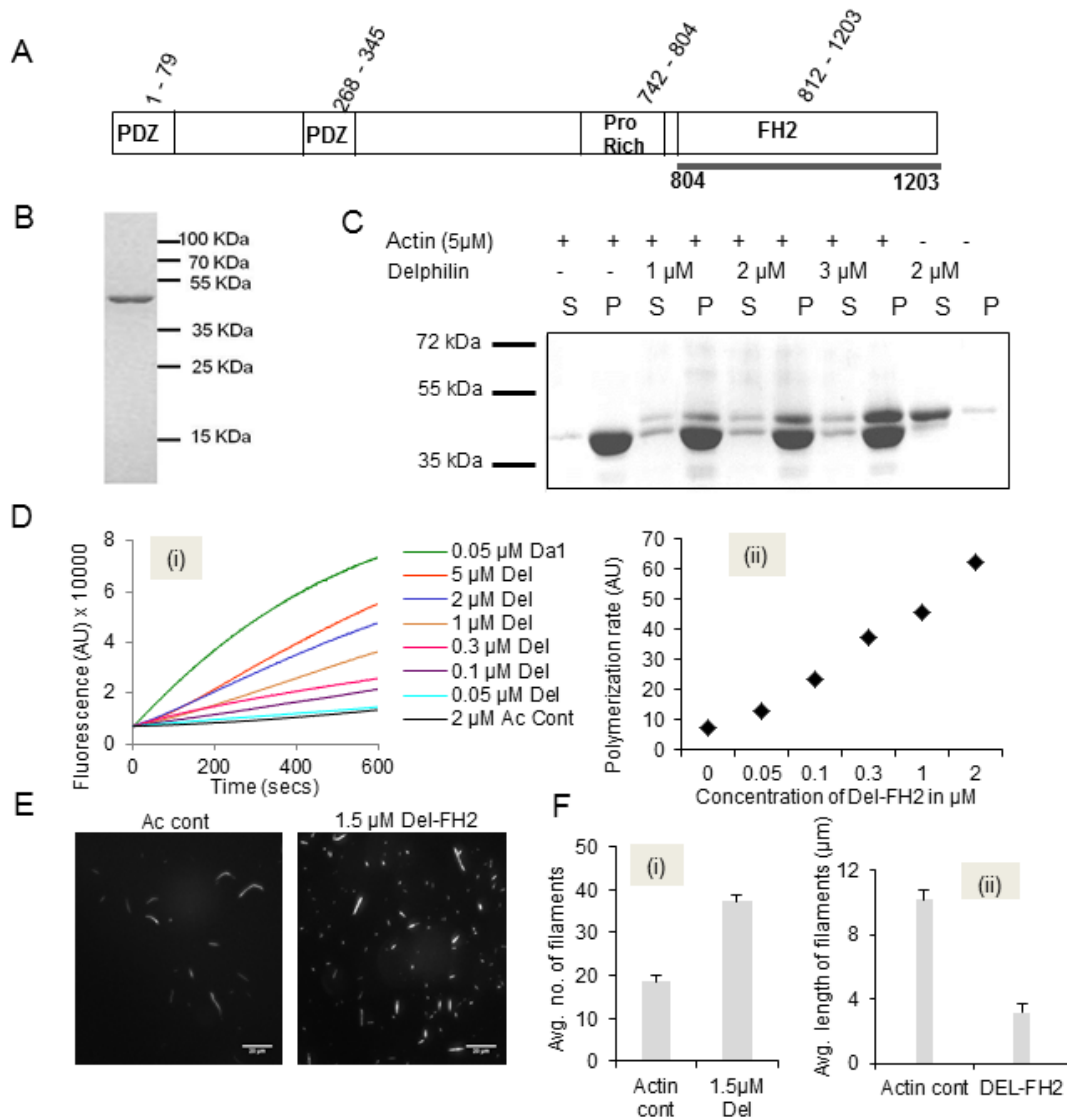 A
1 - 79
268 - 345
742 - 804
812 - 1203
PDZ
PDZ
Pro
Rich
FH2
804
1203
B
100 KDa
70 KDa
55 KDa
35 KDa
25 KDa
15 KDa
C
Actin (5μM) + + + + + + + + - -
Delphilin - - 1 μM 2 μM 3 μM 2 μM
S P S P S P S P S P
72 kDa
55 kDa
35 kDa
D
(i)
Fluorescence (AU) x 10000
8
6
4
2
0
0 200 400 600
Time (secs)
0.05 μM Da1
5 μM Del
2 μM Del
1 μM Del
0.3 μM Del
0.1 μM Del
0.05 μM Del
2 μM Ac Cont
(ii)
Polymerization rate (AU)
70
60
50
40
30
20
10
0
0 0.05 0.1 0.3 1 2
Concentration of Del-FH2 in μM
E
Ac cont
1.5 μM Del-FH2
20 μm
20 μm
F
(i)
Avg. no. of filaments
50
40
30
20
10
0
Actin
cont
1.5μM
Del
(ii)
Avg. length of filaments (μm)
12
8
4
0
Actin cont
DEL-FH2